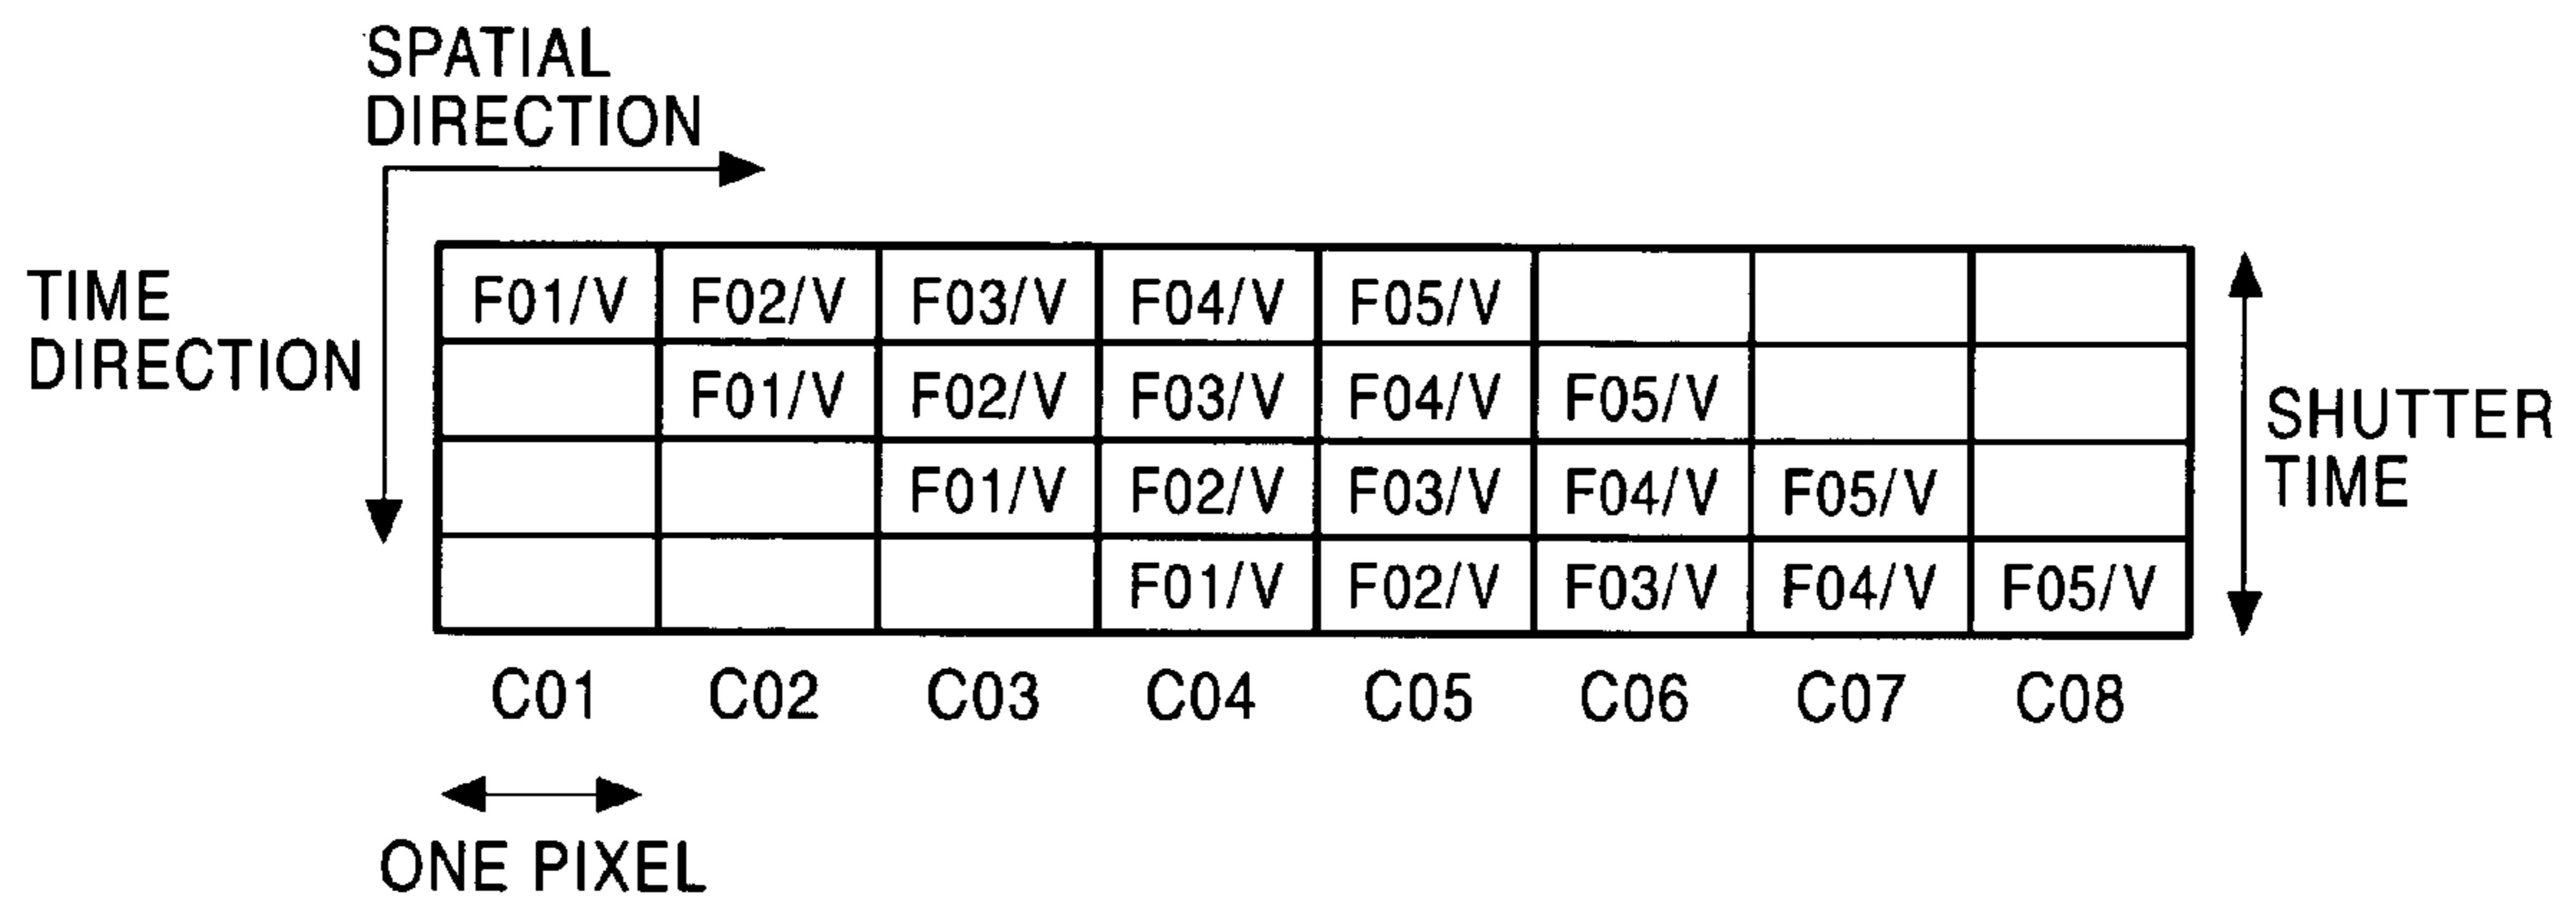 SPATIAL
DIRECTION
TIME
DIRECTION
F01/V F02/V F03/V F04/V F05/V
F01/V F02/V F03/V F04/V F05/V
F01/V F02/V F03/V F04/V F05/V
F01/V F02/V F03/V F04/V F05/V
SHUTTER
TIME
C01 C02 C03 C04 C05 C06 C07 C08
ONE PIXEL